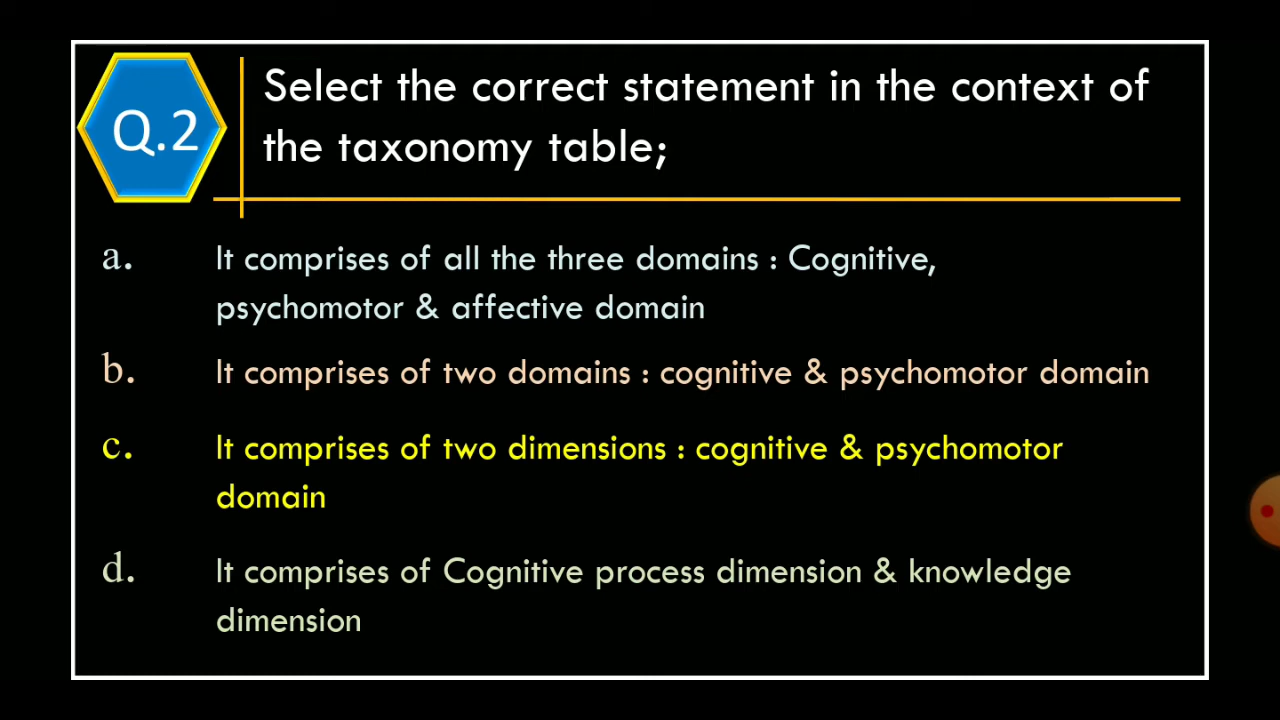 Q.2
Select the correct statement in the context of
the taxonomy table;
a. It comprises of all the three domains : Cognitive,
psychomotor & affective domain
b. It comprises of two domains : cognitive & psychomotor domain
c. It comprises of two dimensions : cognitive & psychomotor
domain
d. It comprises of Cognitive process dimension & knowledge
dimension